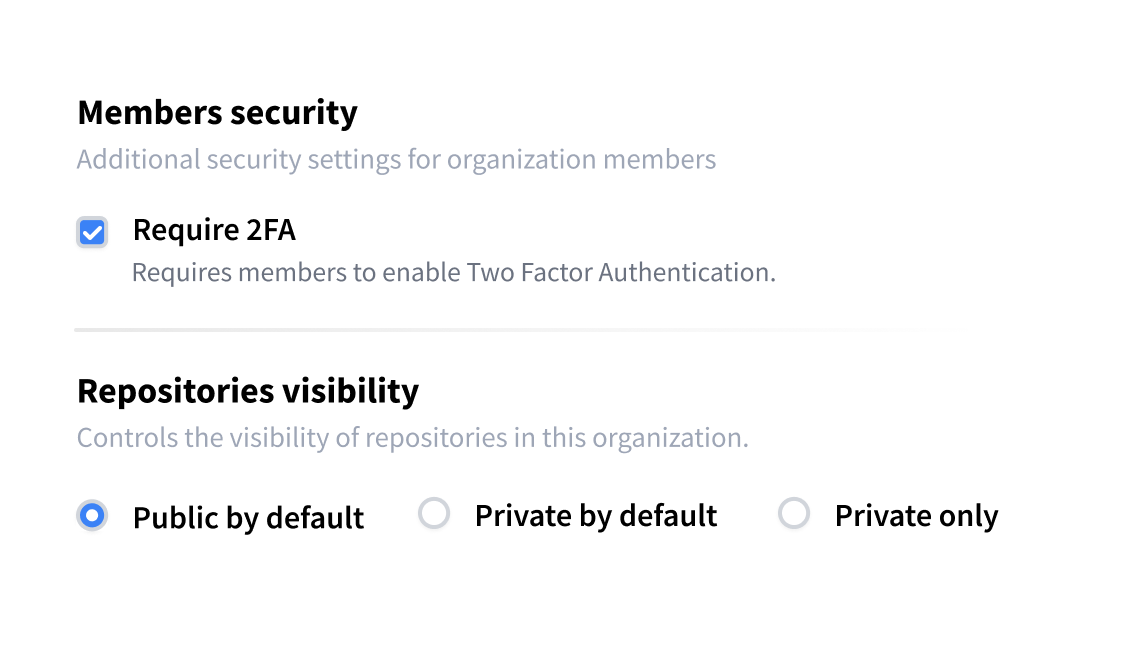 Members security
Additional security settings for organization members
Require 2FA
Requires members to enable Two Factor Authentication.
Repositories visibility
Controls the visibility of repositories in this organization.
Public by default Private by default Private only